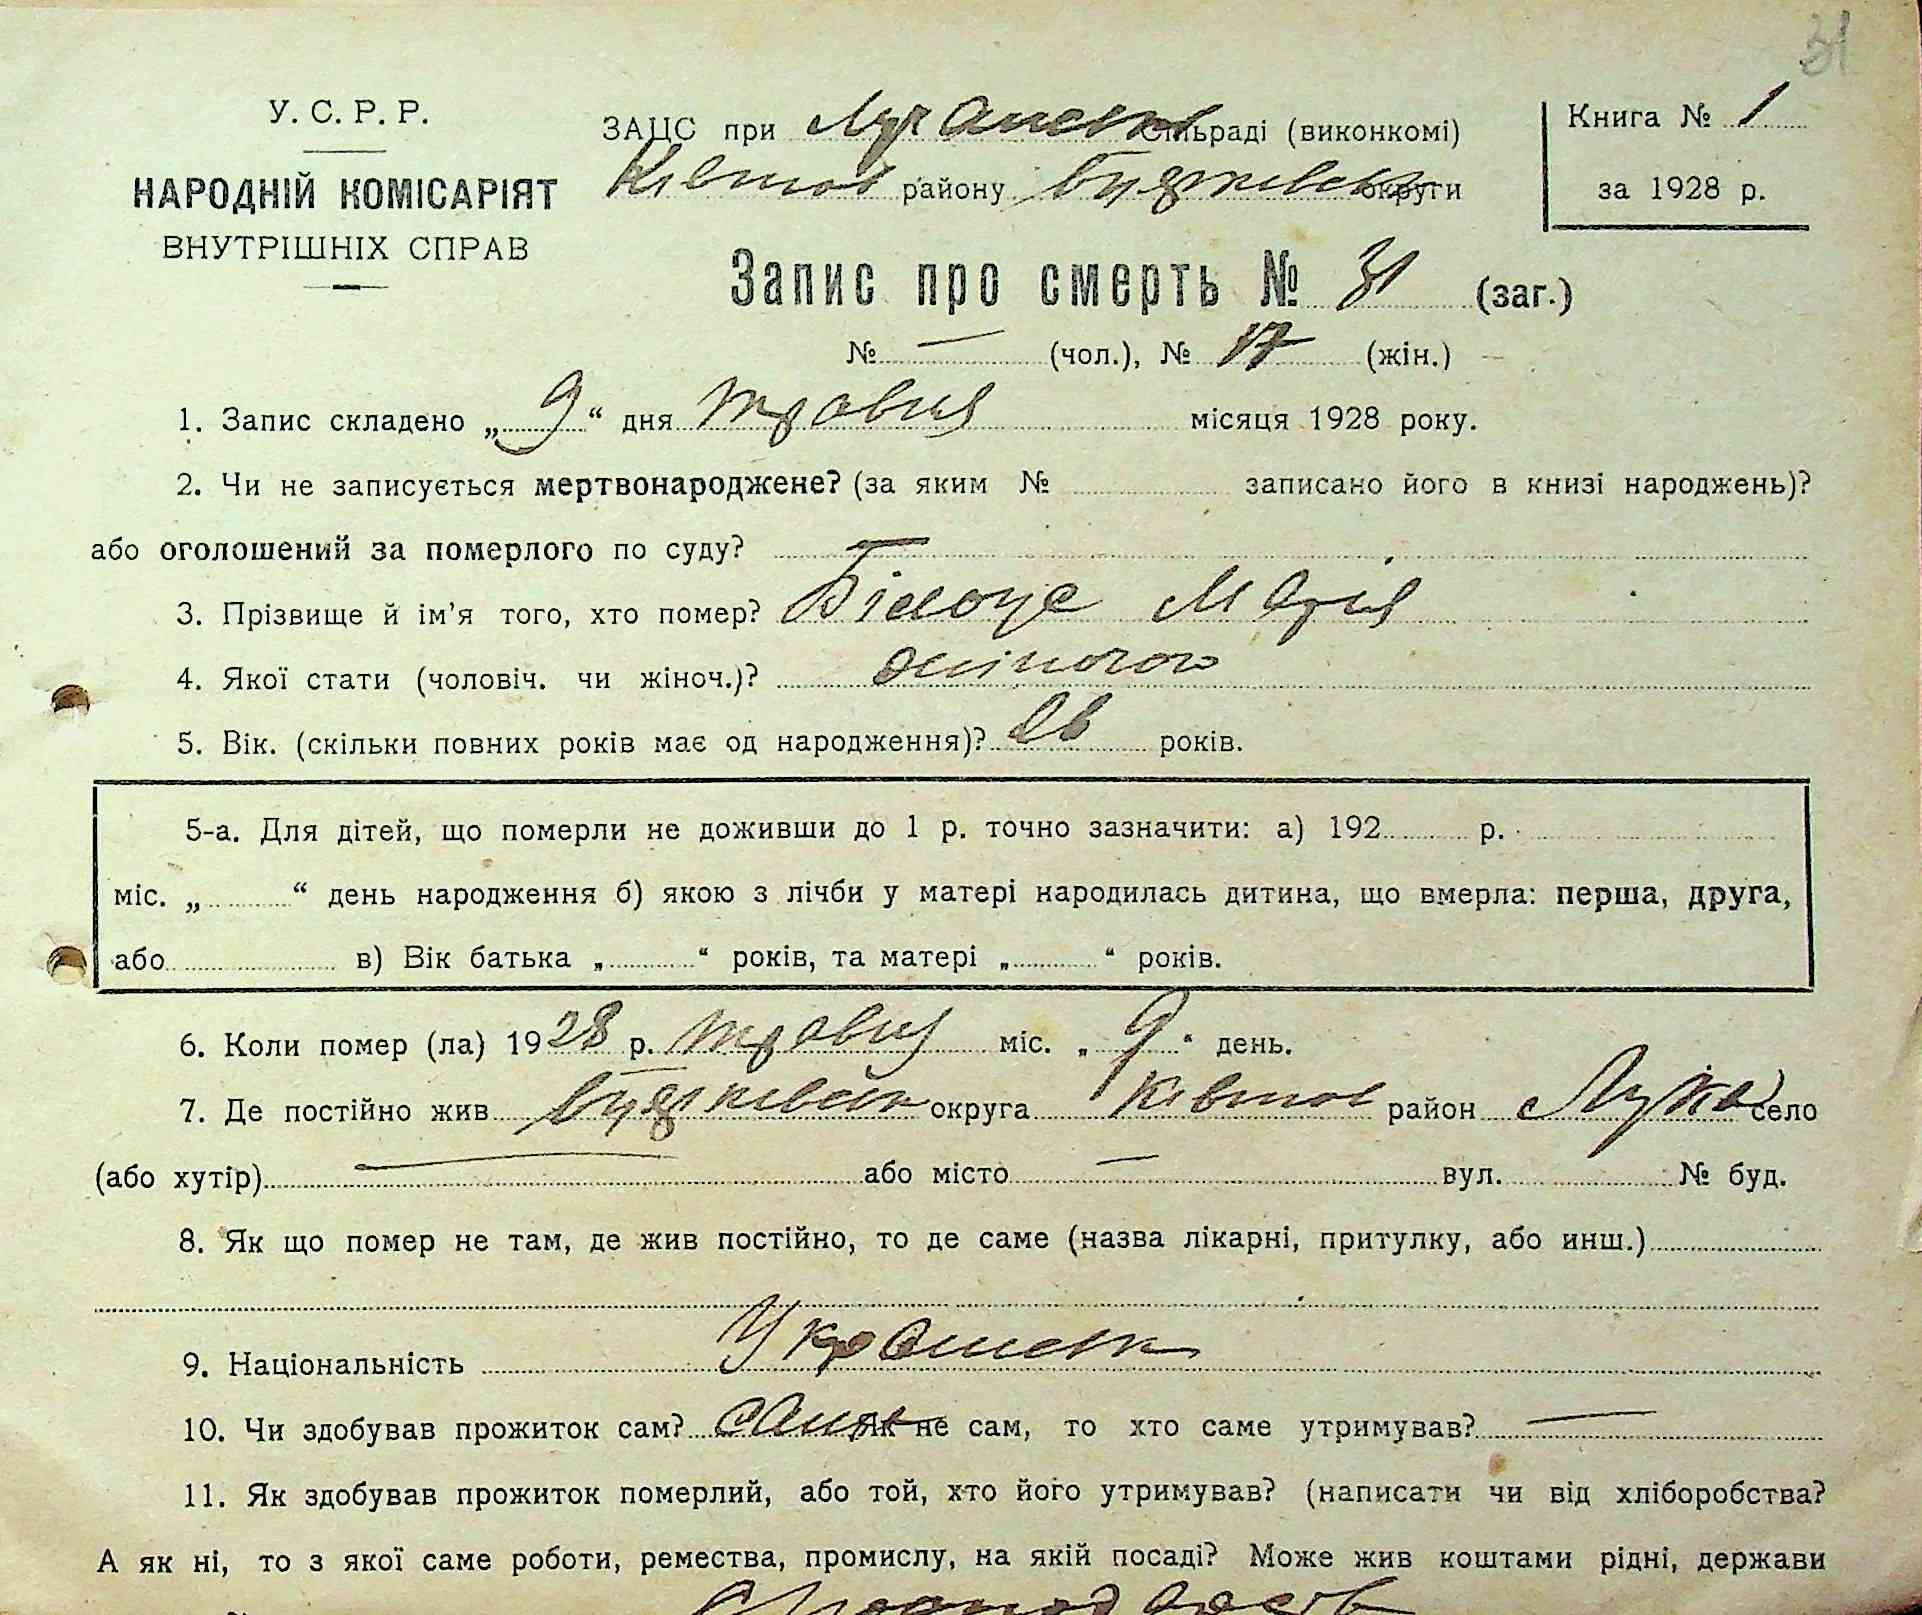 31
У. С. Р. Р.
НАРОДНІЙ КОМІСАРІЯТ
ВНУТРІШНІХ СПРАВ
ЗАЦС при Лучанськ сільраді (виконкомі)
району округи
Книга № 1
за 1928 р.
Запис про смерть № 31 (заг.)
№ — (чол.), № 17 (жін.)
1. Запис складено „ 9 “ дня травня місяця 1928 року.
2. Чи не записується мертвонароджене? (за яким № записано його в книзі народжень)?
або оголошений за померлого по суду?
3. Прізвище й ім’я того, хто помер? Білоус Марія
4. Якої стати (чоловіч. чи жіноч.)? жіночого
5. Вік. (скільки повних років має од народження)? років.
5-а. Для дітей, що померли не доживши до 1 р. точно зазначити: а) 192 р.
міс. „ “ день народження б) якою з лічби у матері народилась дитина, що вмерла: перша, друга,
або в) Вік батька „ “ років, та матері „ “ років.
6. Коли помер (ла) 1928 р. травня міс. „ 9 “ день.
7. Де постійно жив округа район Лука село
(або хутір) — або місто — вул. № буд.
8. Як що помер не там, де жив постійно, то де саме (назва лікарні, притулку, або инш.)
9. Національність Українськ
10. Чи здобував прожиток сам? сама Як не сам, то хто саме утримував? —
11. Як здобував прожиток померлий, або той, хто його утримував? (написати чи від хліборобства?
А як ні, то з якої саме роботи, ремества, промислу, на якій посаді? Може жив коштами рідні, держави